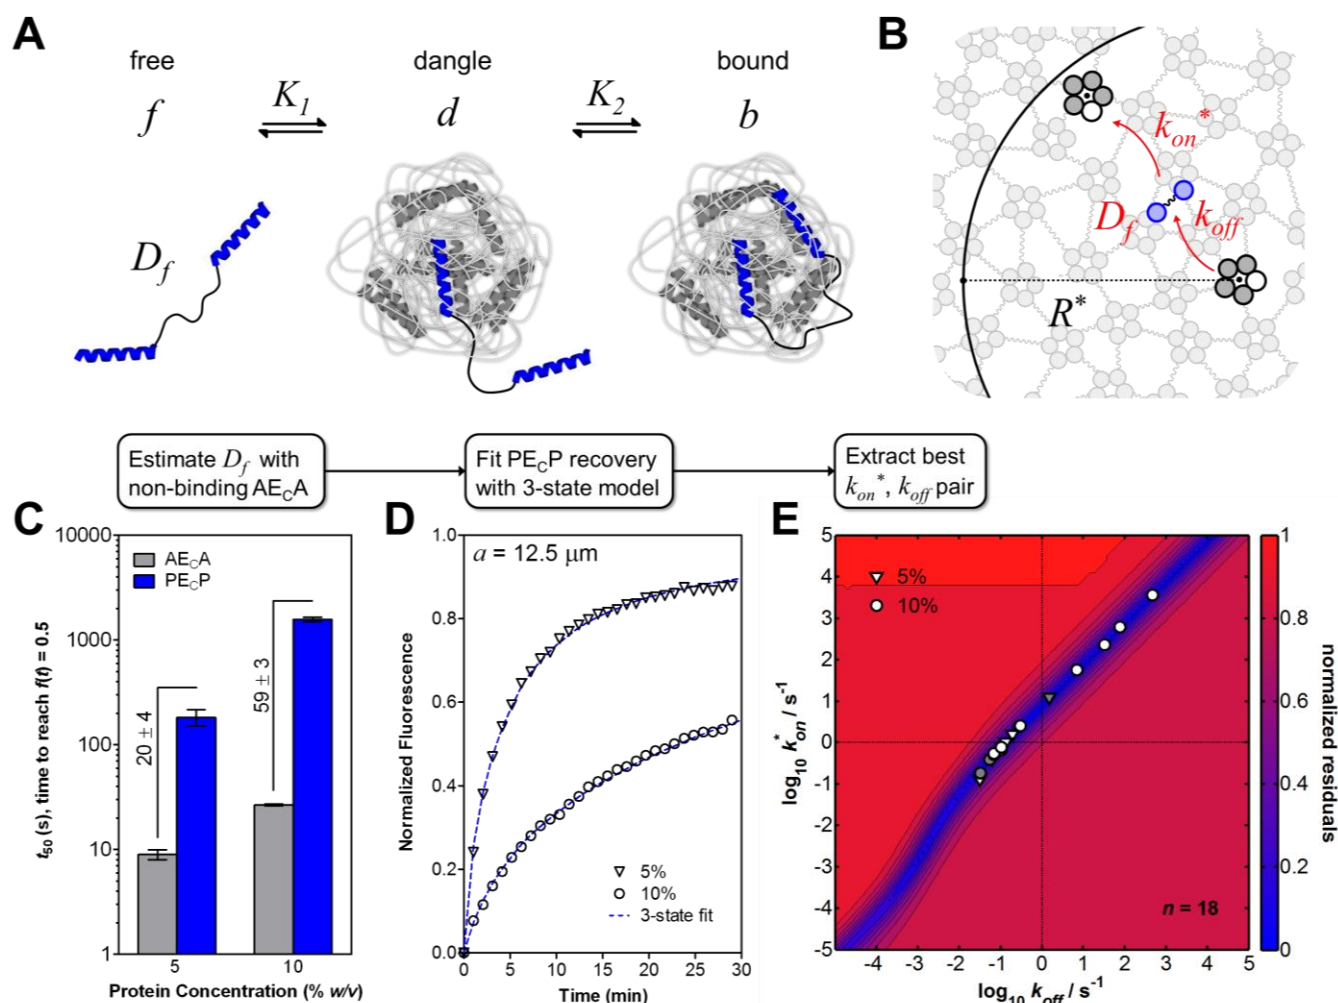 A
free
dangle
bound
f
K1
d
K2
b
Df
B
kon*
Df
koff
R*
Estimate Df with
non-binding AECA
Fit PECP recovery
with 3-state model
Extract best
kon*, koff pair
C
10000
1000
100
10
1
AECA
PECP
20 ± 4
59 ± 3
t50 (s), time to reach f(t) = 0.5
5
10
Protein Concentration (% w/v)
D
1.0
0.8
0.6
0.4
0.2
0.0
a = 12.5 μm
Normalized Fluorescence
5%
10%
3-state fit
0
5
10
15
20
25
30
Time (min)
E
5
4
3
2
1
0
-1
-2
-3
-4
-5
5%
10%
log10 kon* / s-1
n = 18
-4
-3
-2
-1
0
1
2
3
4
5
log10 koff / s-1
1
0.8
0.6
0.4
0.2
0
normalized residuals